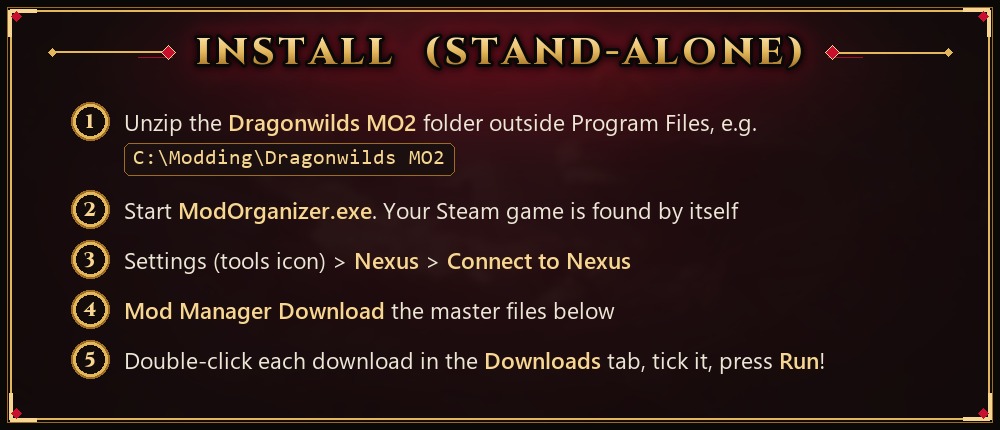 INSTALL (STAND-ALONE)
1 Unzip the Dragonwilds MO2 folder outside Program Files, e.g.
C:\Modding\Dragonwilds MO2
2 Start ModOrganizer.exe. Your Steam game is found by itself
3 Settings (tools icon) > Nexus > Connect to Nexus
4 Mod Manager Download the master files below
5 Double-click each download in the Downloads tab, tick it, press Run!